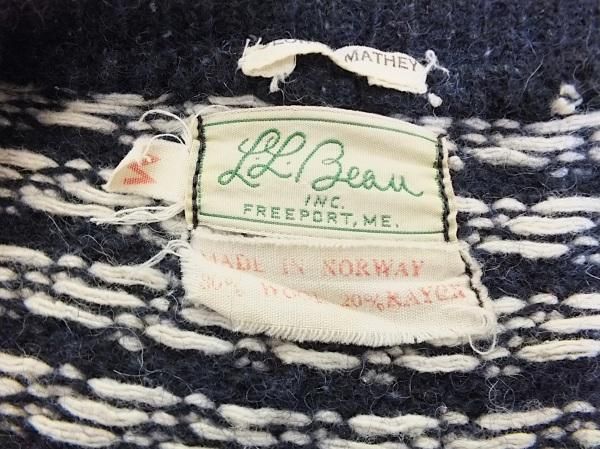 MATHEY
M
L.L.Bean
INC.
FREEPORT, ME.
MADE IN NORWAY
80% WOOL 20% RAYON